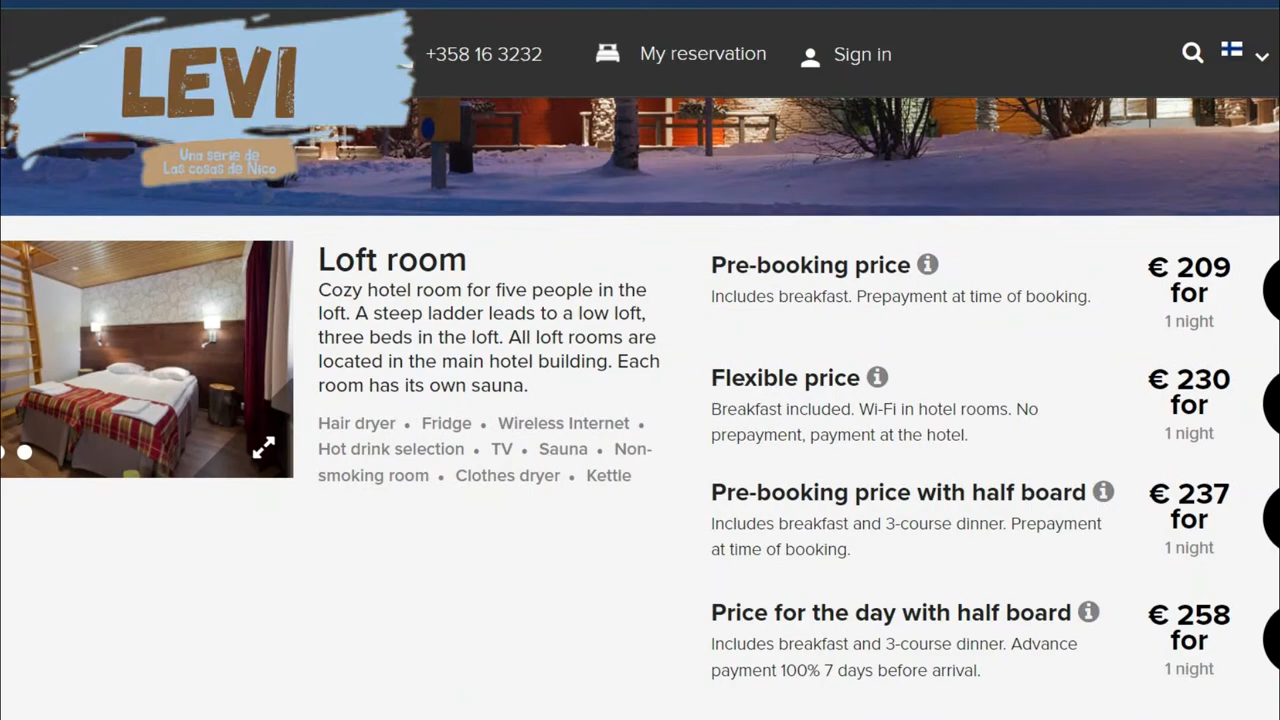 LEVI
Una serie de
Las cosas de Nico
+358 16 3232
My reservation
Sign in
Loft room
Cozy hotel room for five people in the
loft. A steep ladder leads to a low loft,
three beds in the loft. All loft rooms are
located in the main hotel building. Each
room has its own sauna.
Hair dryer • Fridge • Wireless Internet •
Hot drink selection • TV • Sauna • Non-
smoking room • Clothes dryer • Kettle
Pre-booking price
Includes breakfast. Prepayment at time of booking.
€ 209
for
1 night
Flexible price
Breakfast included. Wi-Fi in hotel rooms. No
prepayment, payment at the hotel.
€ 230
for
1 night
Pre-booking price with half board
Includes breakfast and 3-course dinner. Prepayment
at time of booking.
€ 237
for
1 night
Price for the day with half board
Includes breakfast and 3-course dinner. Advance
payment 100% 7 days before arrival.
€ 258
for
1 night